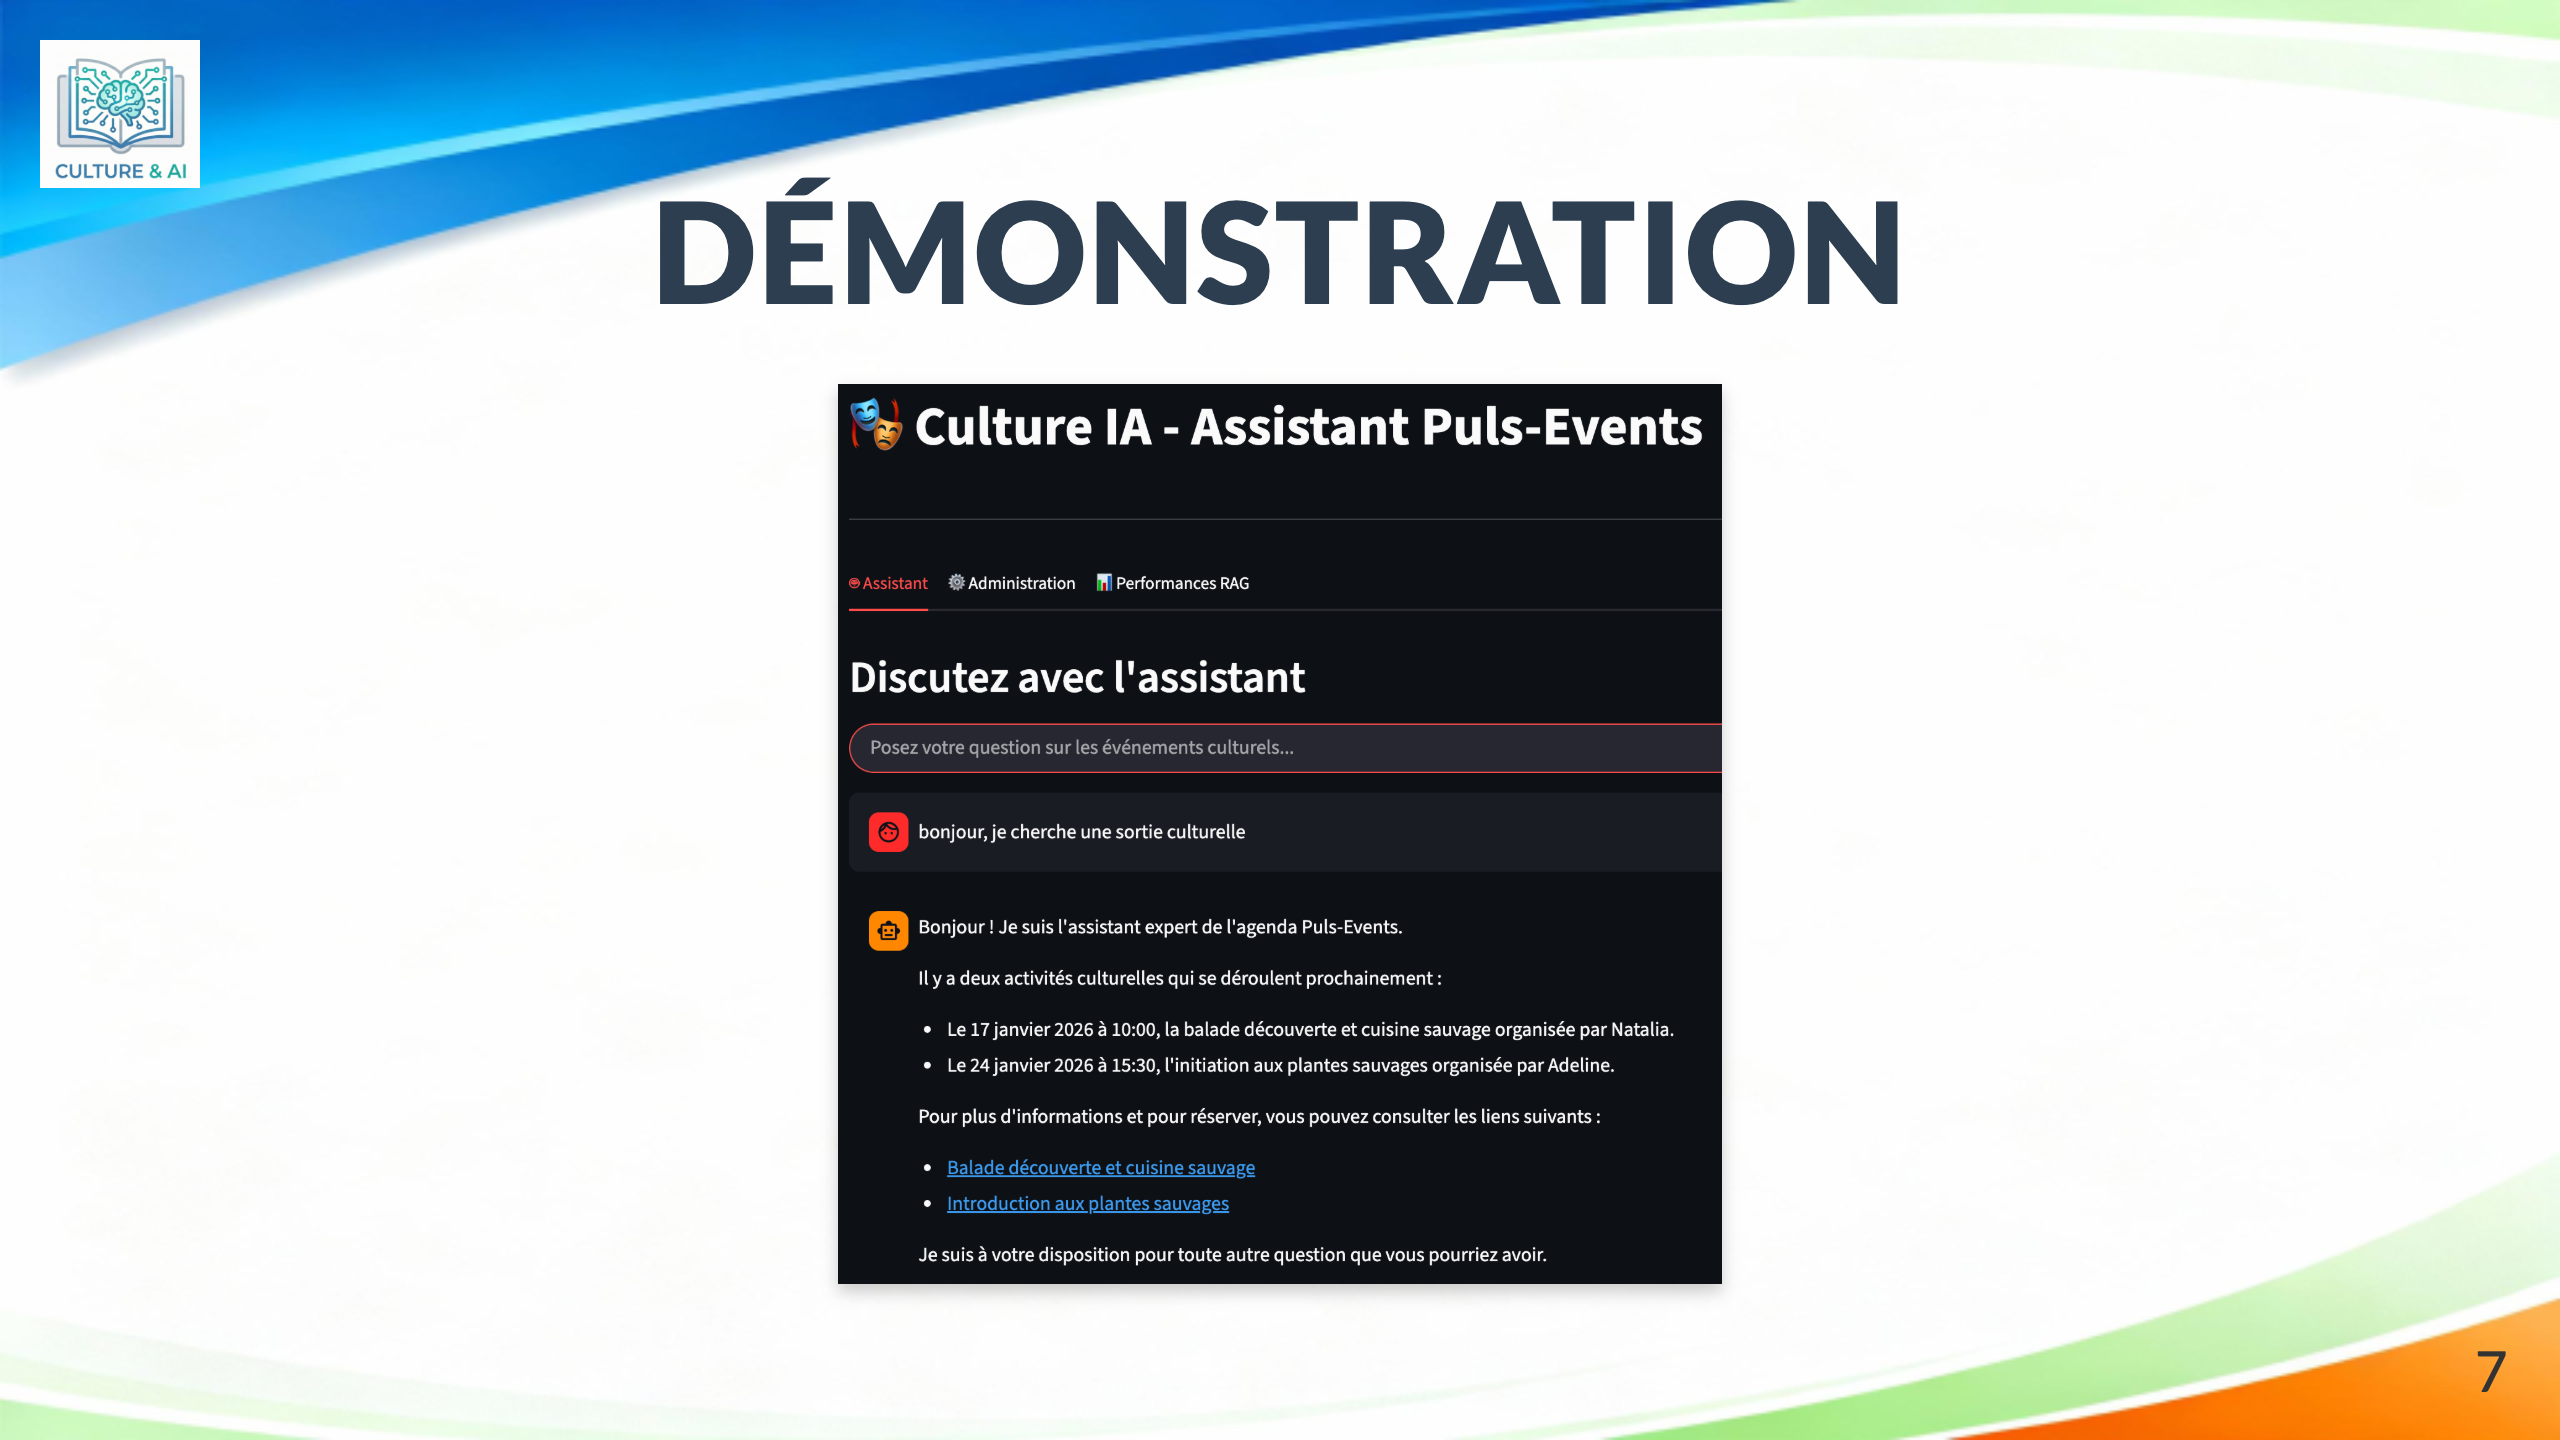 CULTURE & AI
DÉMONSTRATION
Culture IA - Assistant Puls-Events
Assistant Administration Performances RAG
Discutez avec l'assistant
Posez votre question sur les événements culturels...
bonjour, je cherche une sortie culturelle
Bonjour ! Je suis l'assistant expert de l'agenda Puls-Events.
Il y a deux activités culturelles qui se déroulent prochainement :
• Le 17 janvier 2026 à 10:00, la balade découverte et cuisine sauvage organisée par Natalia.
• Le 24 janvier 2026 à 15:30, l'initiation aux plantes sauvages organisée par Adeline.
Pour plus d'informations et pour réserver, vous pouvez consulter les liens suivants :
• Balade découverte et cuisine sauvage
• Introduction aux plantes sauvages
Je suis à votre disposition pour toute autre question que vous pourriez avoir.
7